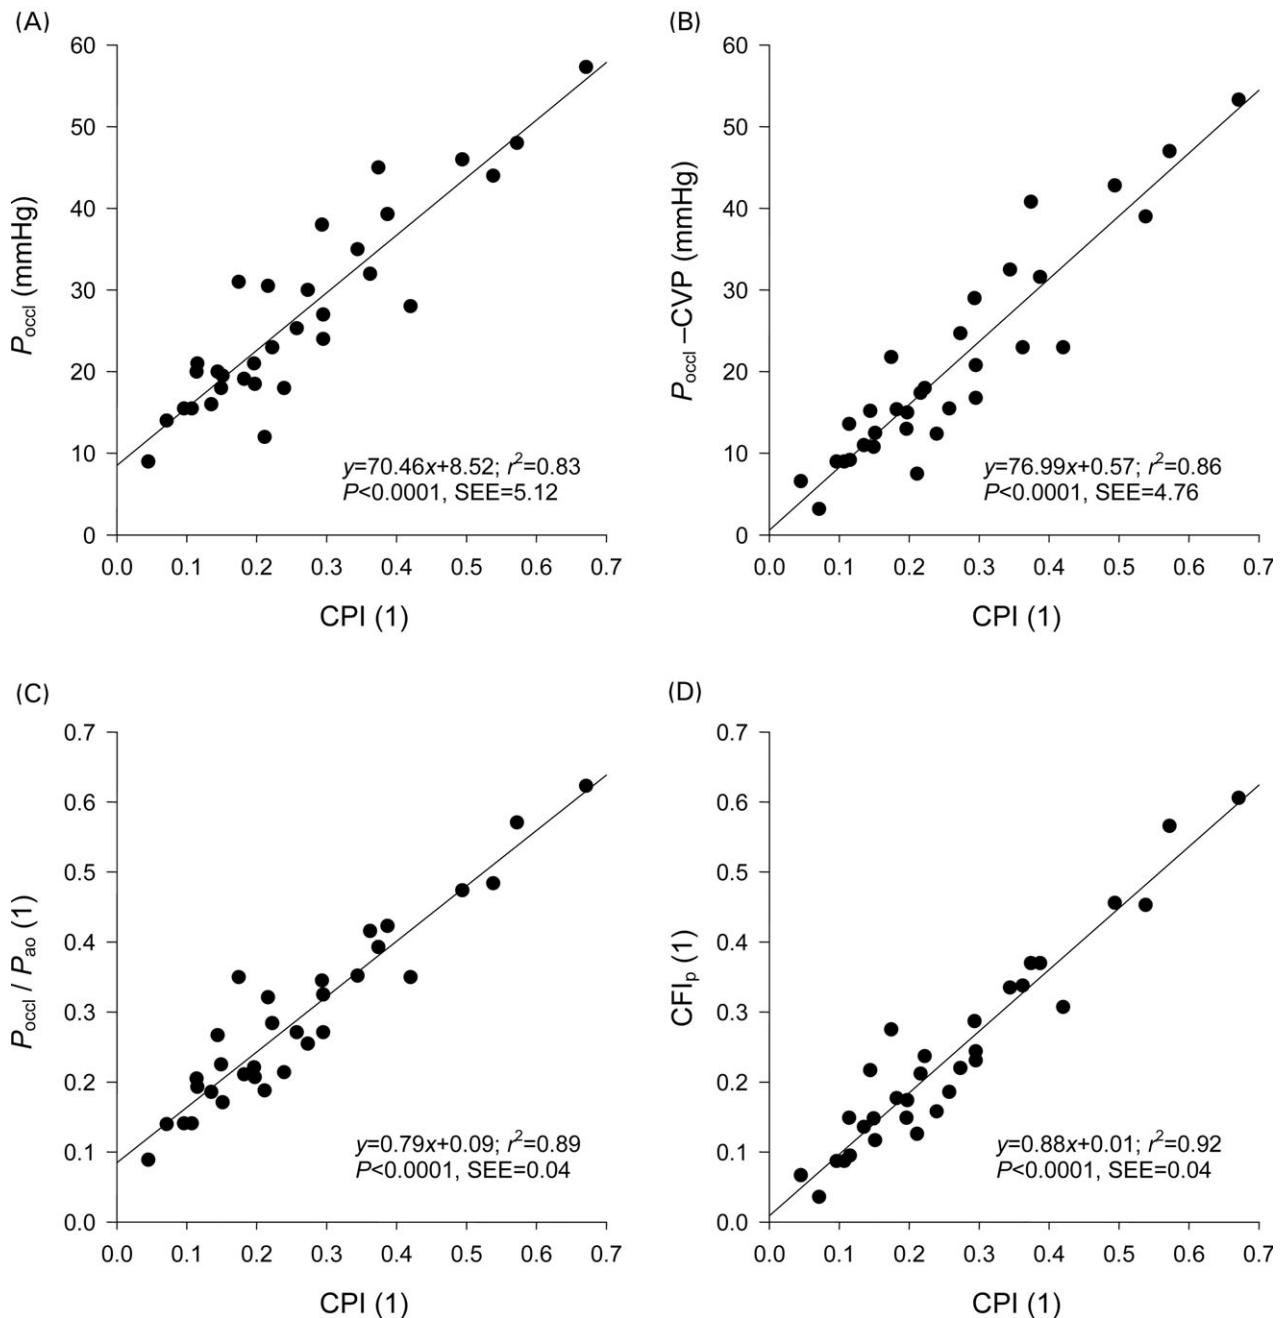 (A)
60
50
40
30
20
10
0
Poccl (mmHg)
y=70.46x+8.52; r2=0.83
P<0.0001, SEE=5.12
0.0 0.1 0.2 0.3 0.4 0.5 0.6 0.7
CPI (1)
(B)
60
50
40
30
20
10
0
Poccl –CVP (mmHg)
y=76.99x+0.57; r2=0.86
P<0.0001, SEE=4.76
0.0 0.1 0.2 0.3 0.4 0.5 0.6 0.7
CPI (1)
(C)
0.7
0.6
0.5
0.4
0.3
0.2
0.1
0.0
Poccl / Pao (1)
y=0.79x+0.09; r2=0.89
P<0.0001, SEE=0.04
0.0 0.1 0.2 0.3 0.4 0.5 0.6 0.7
CPI (1)
(D)
0.7
0.6
0.5
0.4
0.3
0.2
0.1
0.0
CFIp (1)
y=0.88x+0.01; r2=0.92
P<0.0001, SEE=0.04
0.0 0.1 0.2 0.3 0.4 0.5 0.6 0.7
CPI (1)